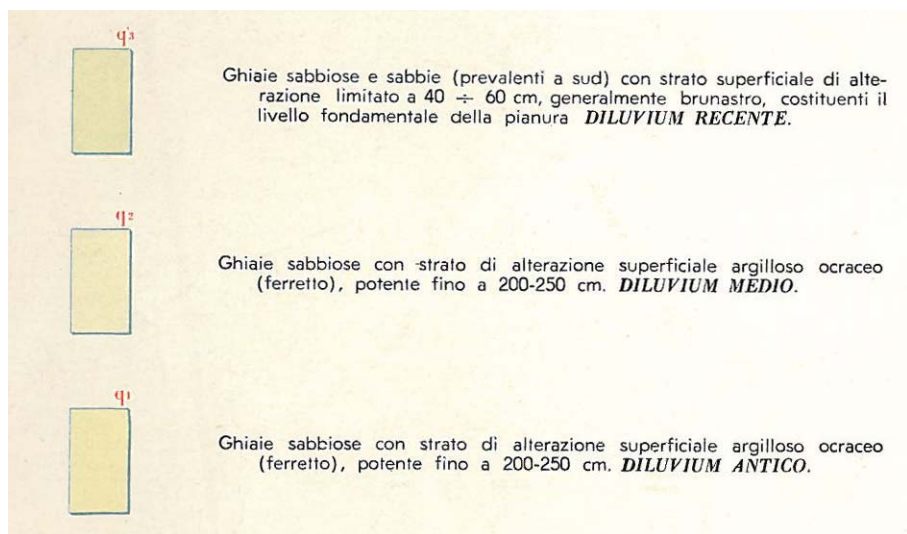 q3
Ghiaie sabbiose e sabbie (prevalenti a sud) con strato superficiale di alte-
razione limitato a 40 ÷ 60 cm, generalmente brunastro, costituenti il
livello fondamentale della pianura DILUVIUM RECENTE.
q2
Ghiaie sabbiose con strato di alterazione superficiale argilloso ocraceo
(ferretto), potente fino a 200-250 cm. DILUVIUM MEDIO.
q1
Ghiaie sabbiose con strato di alterazione superficiale argilloso ocraceo
(ferretto), potente fino a 200-250 cm. DILUVIUM ANTICO.